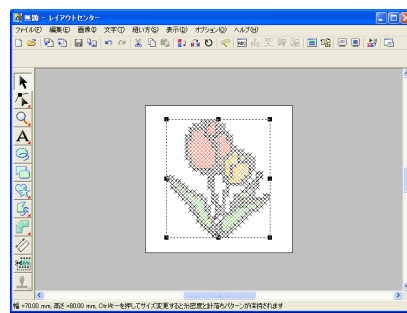 無題 - レイアウトセンター
ファイル(F) 編集(E) 画像(I) 文字(T) 縫い方(S) 表示(D) オプション(O) ヘルプ(H)
ABC
A
幅 =70.00 mm, 高さ =80.00 mm, Ctrlキーを押してサイズ変更すると糸密度と針落ちパターンが保持されます